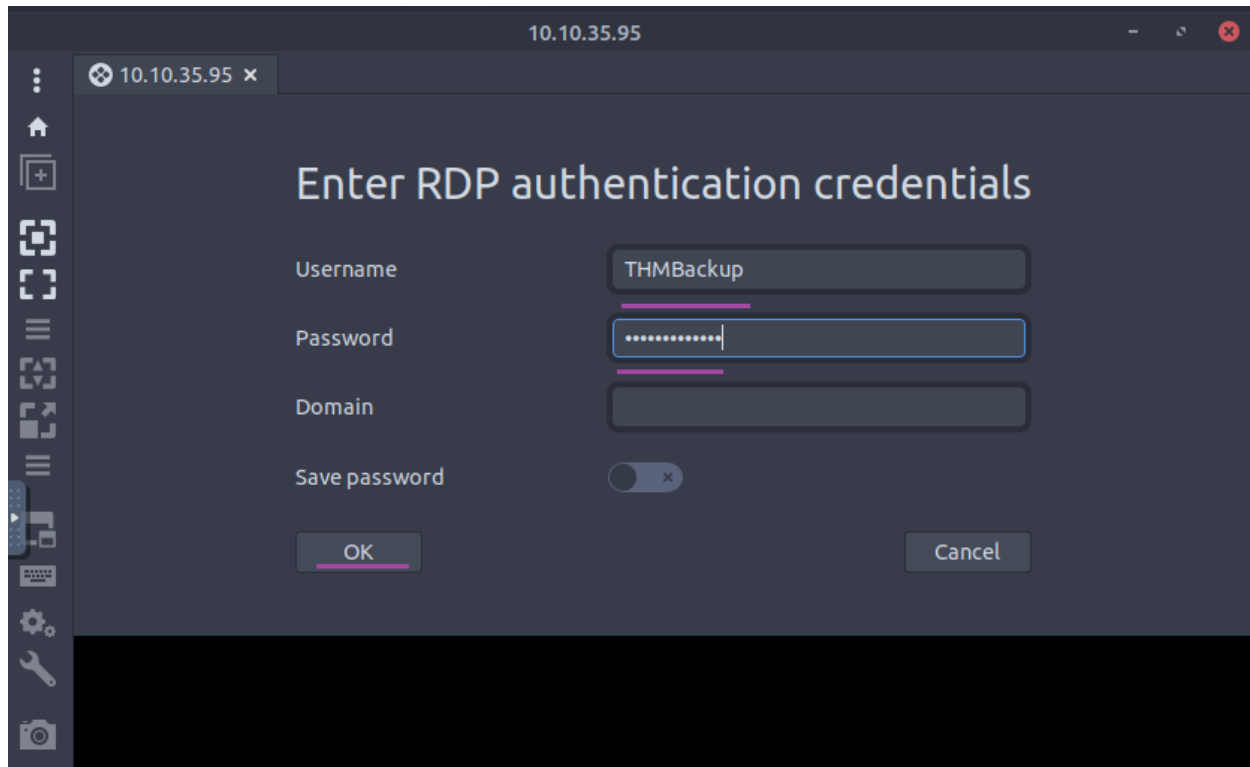 10.10.35.95
10.10.35.95
Enter RDP authentication credentials
Username THMBackup
Password •••••••••••••
Domain
Save password
OK Cancel